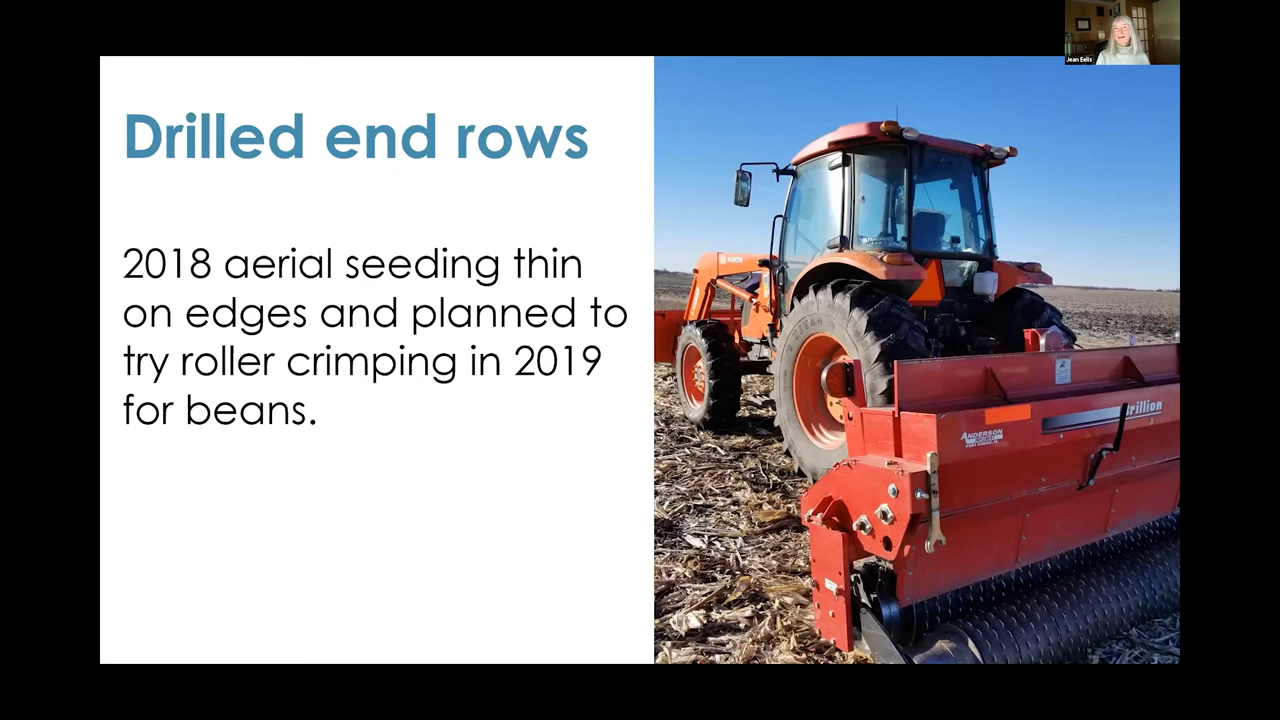 Jean Eells
Drilled end rows
2018 aerial seeding thin
on edges and planned to
try roller crimping in 2019
for beans.
ANDERSON